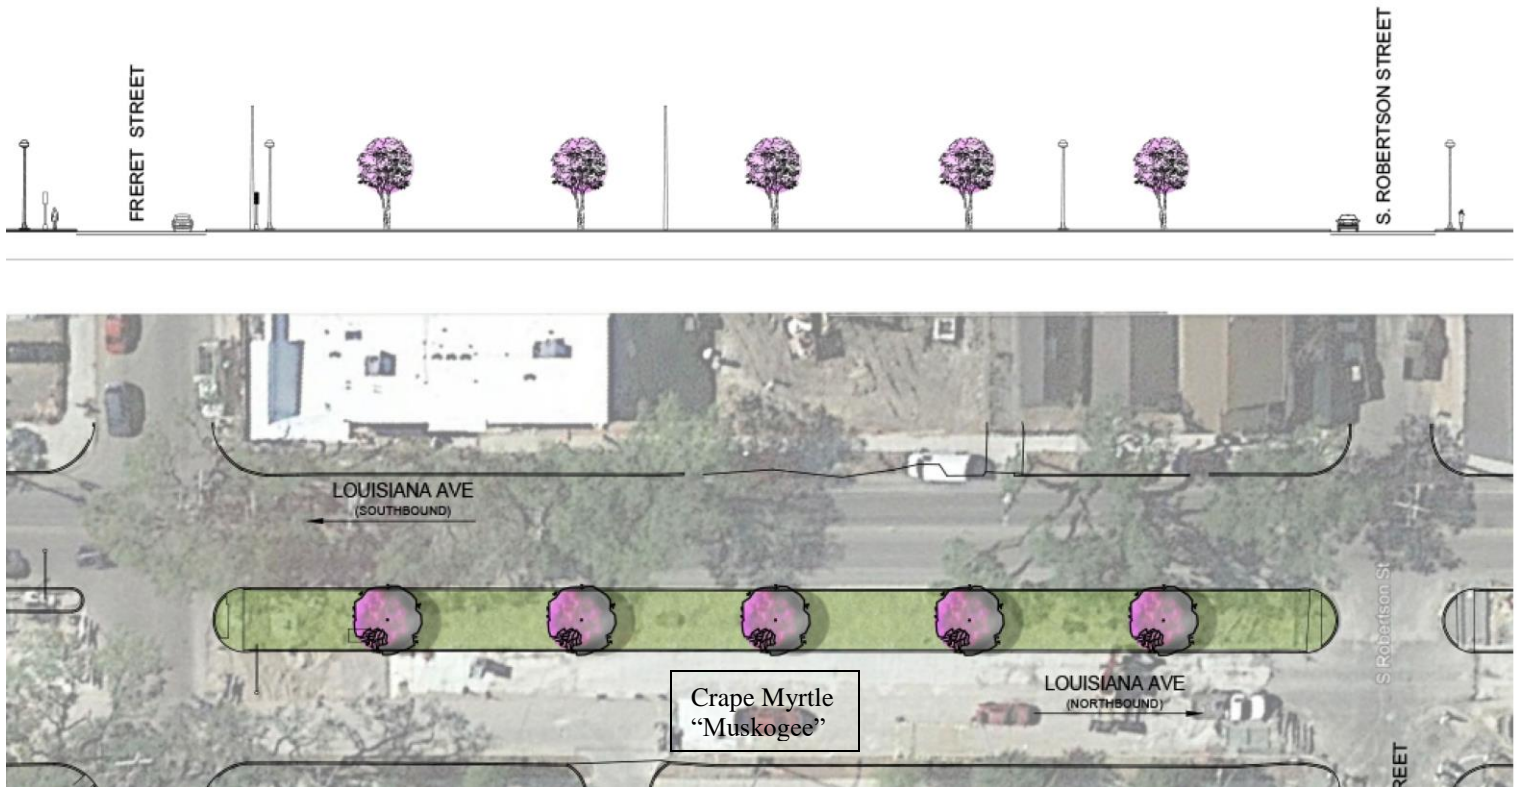 FRERET STREET
S. ROBERTSON STREET
LOUISIANA AVE
(SOUTHBOUND)
S Robertson St
Crape Myrtle
“Muskogee”
LOUISIANA AVE
(NORTHBOUND)
REET